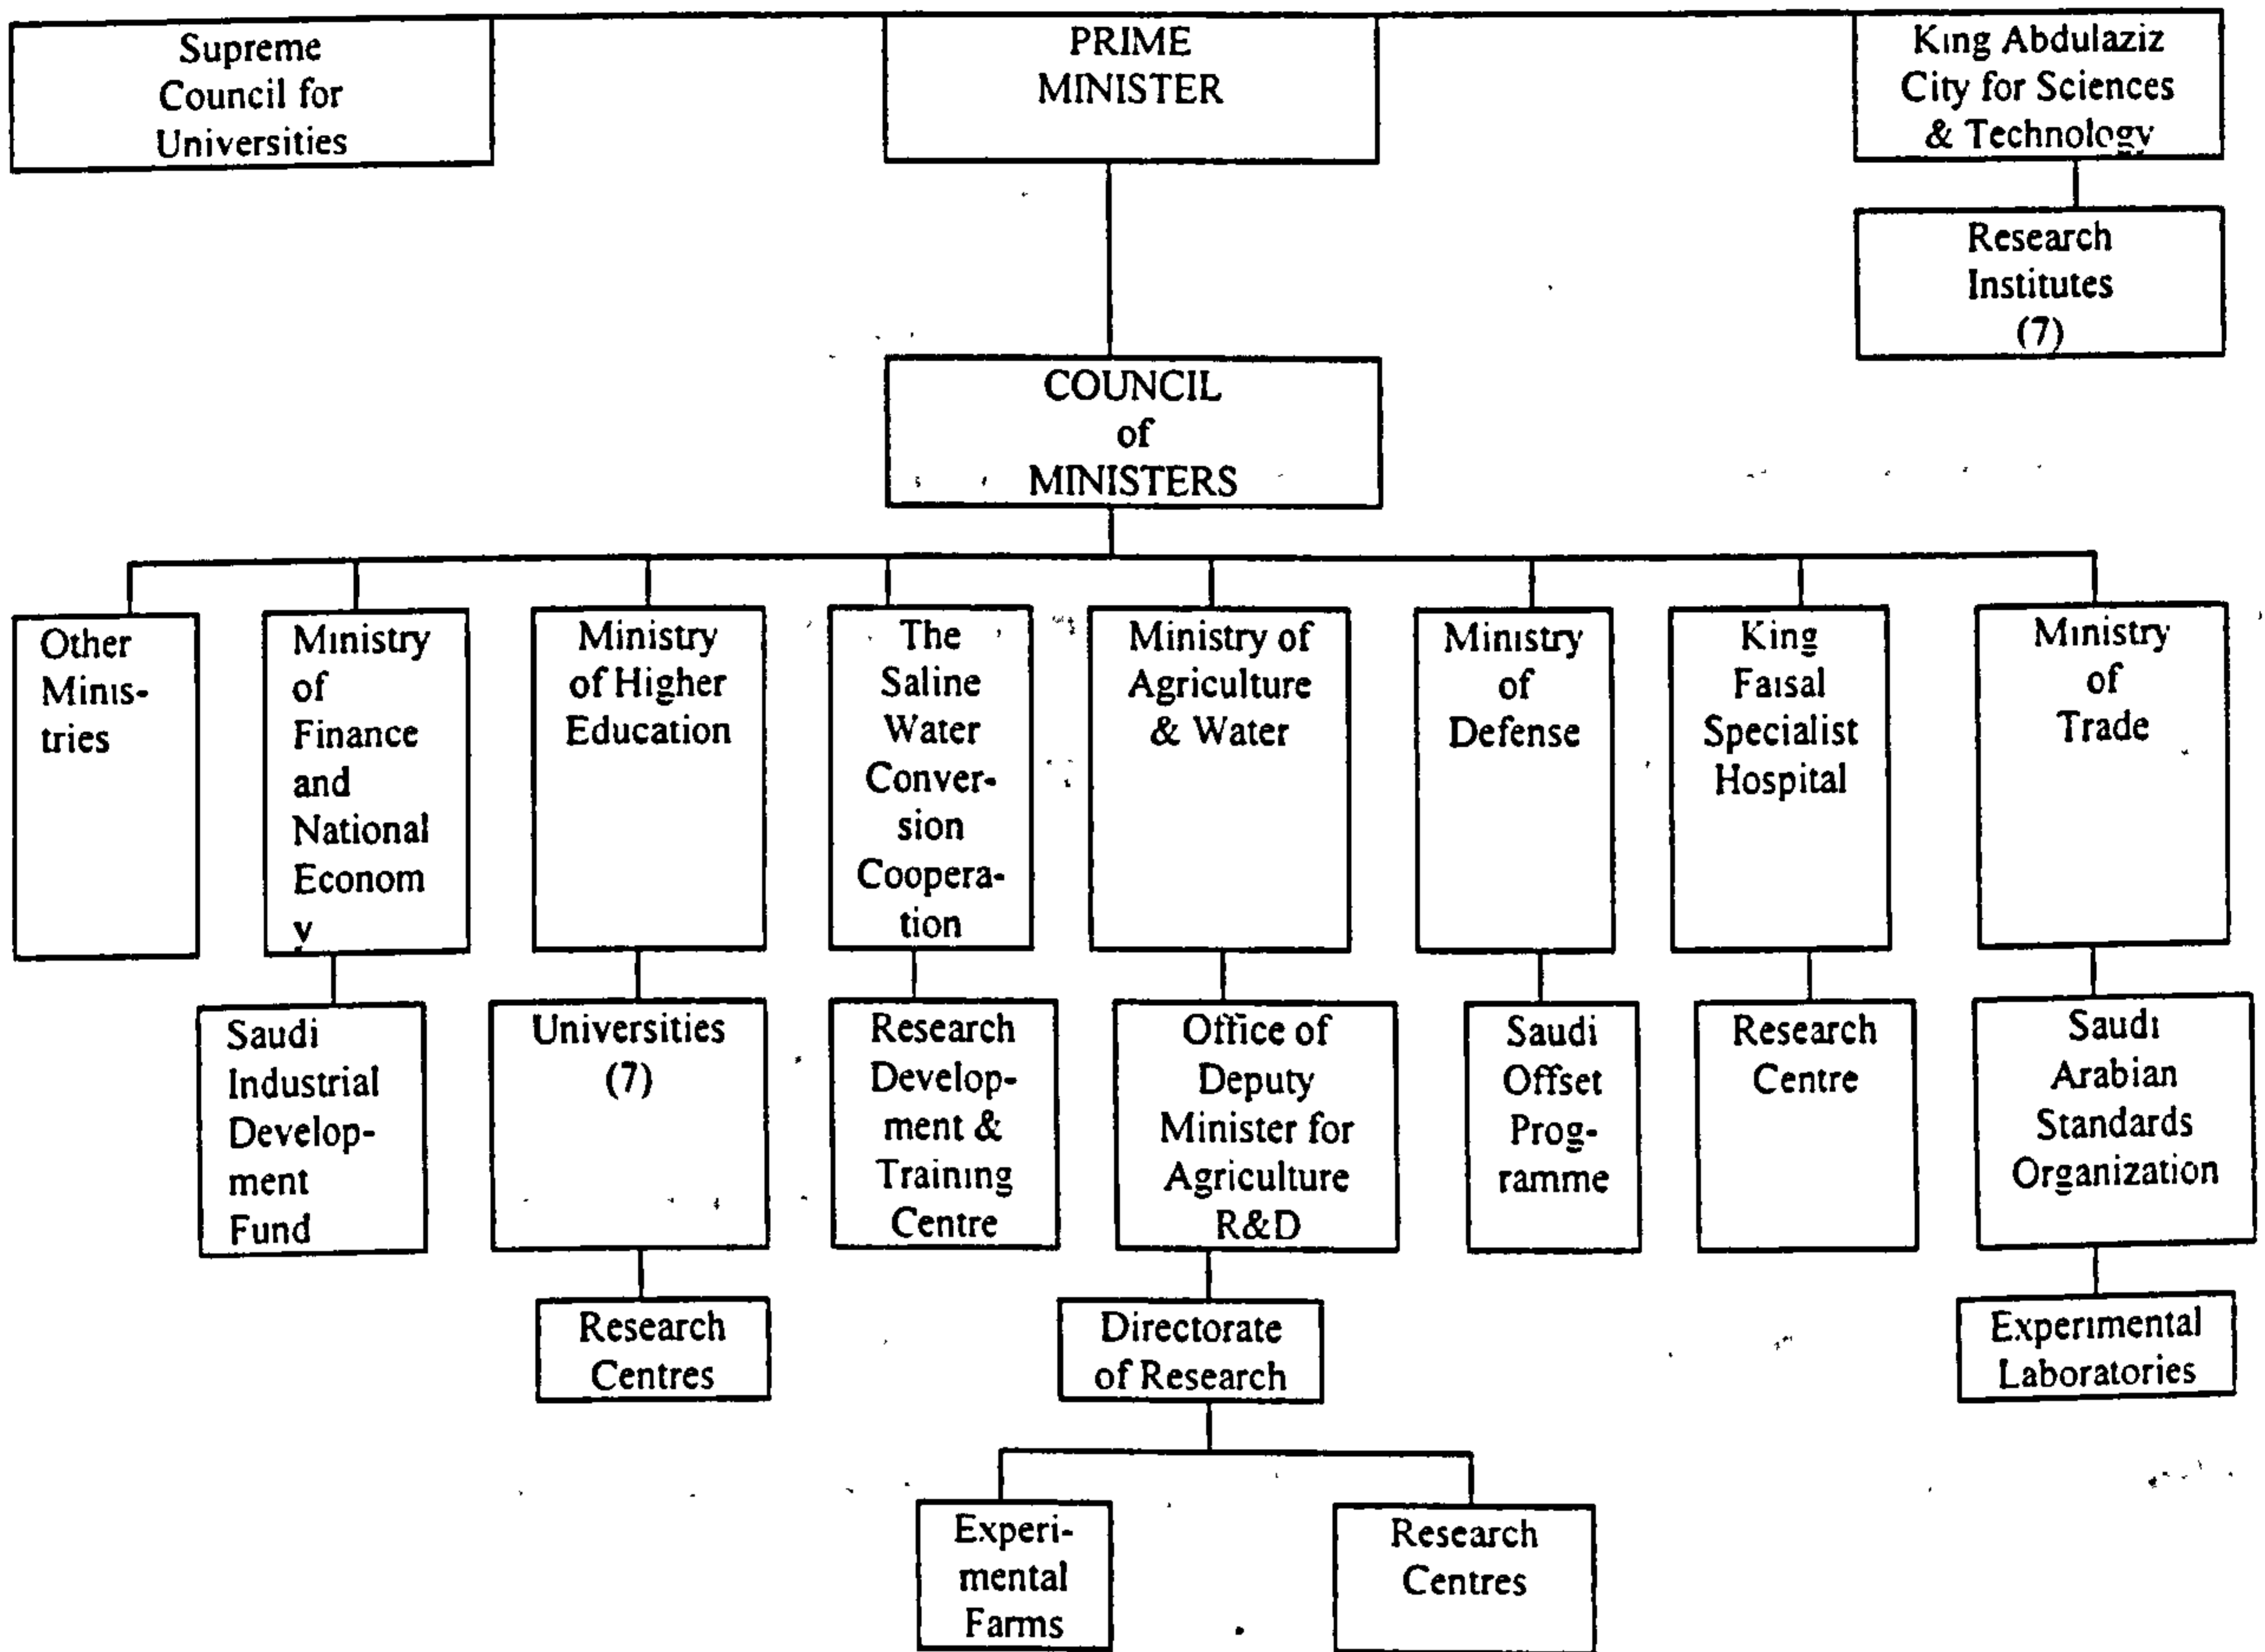 Supreme
Council for
Universities
PRIME
MINISTER
King Abdulaziz
City for Sciences
& Technology
Research
Institutes
(7)
COUNCIL
of
MINISTERS
Other
Minis-
tries
Ministry
of
Finance
and
National
Econom
y
Ministry
of Higher
Education
The
Saline
Water
Conver-
sion
Coopera-
tion
Ministry of
Agriculture
& Water
Ministry
of
Defense
King
Faisal
Specialist
Hospital
Ministry
of
Trade
Saudi
Industrial
Develop-
ment
Fund
Universities
(7)
Research
Develop-
ment &
Training
Centre
Office of
Deputy
Minister for
Agriculture
R&D
Saudi
Offset
Prog-
ramme
Research
Centre
Saudi
Arabian
Standards
Organization
Research
Centres
Directorate
of Research
Experimental
Laboratories
Experi-
mental
Farms
Research
Centres